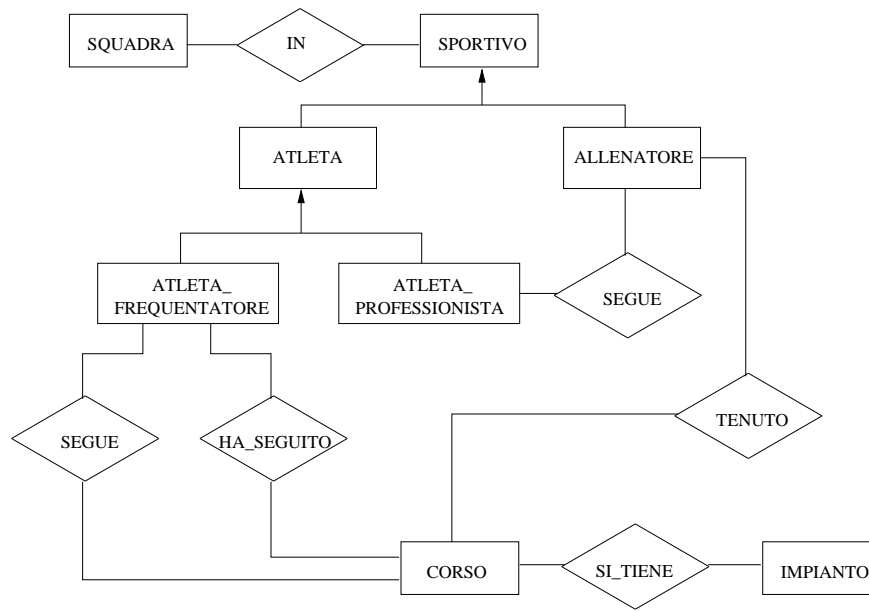 SQUADRA
IN
SPORTIVO
ATLETA
ALLENATORE
ATLETA_
FREQUENTATORE
ATLETA_
PROFESSIONISTA
SEGUE
SEGUE
HA_SEGUITO
TENUTO
CORSO
SI_TIENE
IMPIANTO